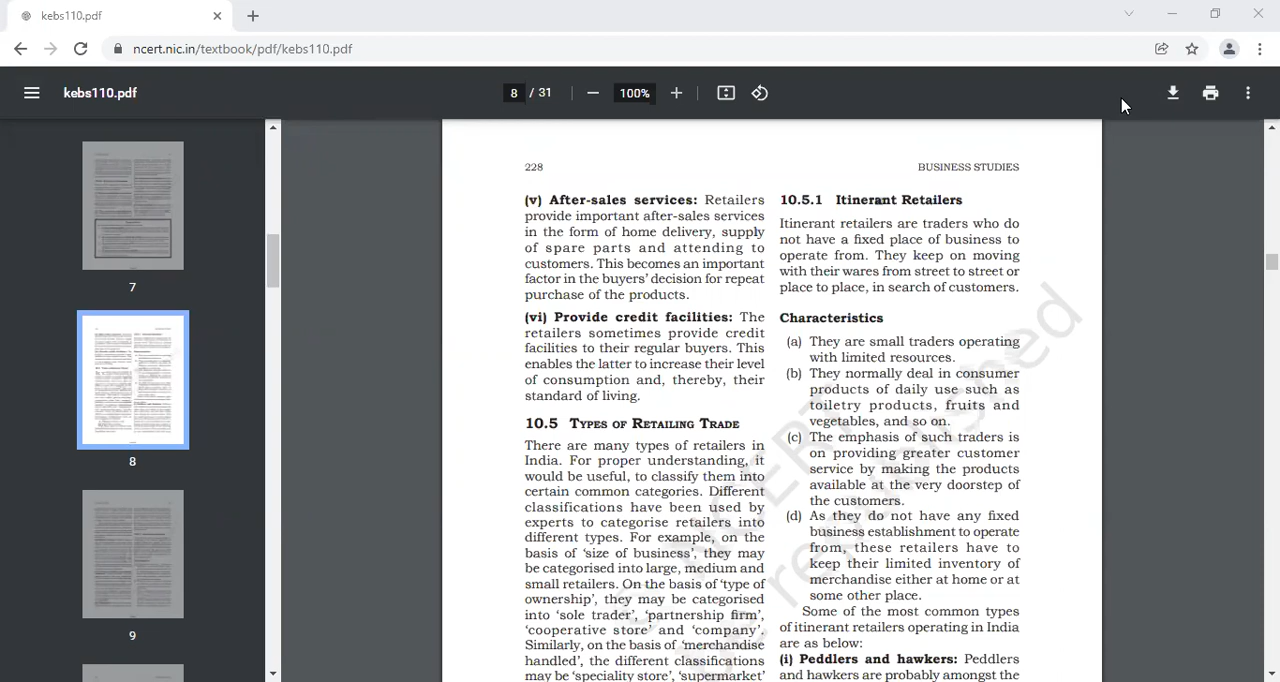 kebs110.pdf
ncert.nic.in/textbook/pdf/kebs110.pdf
kebs110.pdf
8 / 31
100%
7
8
9
228
BUSINESS STUDIES
(v) After-sales services: Retailers
provide important after-sales services
in the form of home delivery, supply
of spare parts and attending to
customers. This becomes an important
factor in the buyers' decision for repeat
purchase of the products.
(vi) Provide credit facilities: The
retailers sometimes provide credit
facilities to their regular buyers. This
enables the latter to increase their level
of consumption and, thereby, their
standard of living.
10.5 Types of Retailing Trade
There are many types of retailers in
India. For proper understanding, it
would be useful, to classify them into
certain common categories. Different
classifications have been used by
experts to categorise retailers into
different types. For example, on the
basis of 'size of business', they may
be categorised into large, medium and
small retailers. On the basis of 'type of
ownership', they may be categorised
into 'sole trader', 'partnership firm',
'cooperative store' and 'company'.
Similarly, on the basis of 'merchandise
handled', the different classifications
may be 'speciality store', 'supermarket'
10.5.1 Itinerant Retailers
Itinerant retailers are traders who do
not have a fixed place of business to
operate from. They keep on moving
with their wares from street to street or
place to place, in search of customers.
Characteristics
(a) They are small traders operating
with limited resources.
(b) They normally deal in consumer
products of daily use such as
toiletry products, fruits and
vegetables, and so on.
(c) The emphasis of such traders is
on providing greater customer
service by making the products
available at the very doorstep of
the customers.
(d) As they do not have any fixed
business establishment to operate
from, these retailers have to
keep their limited inventory of
merchandise either at home or at
some other place.
Some of the most common types
of itinerant retailers operating in India
are as below:
(i) Peddlers and hawkers: Peddlers
and hawkers are probably amongst the